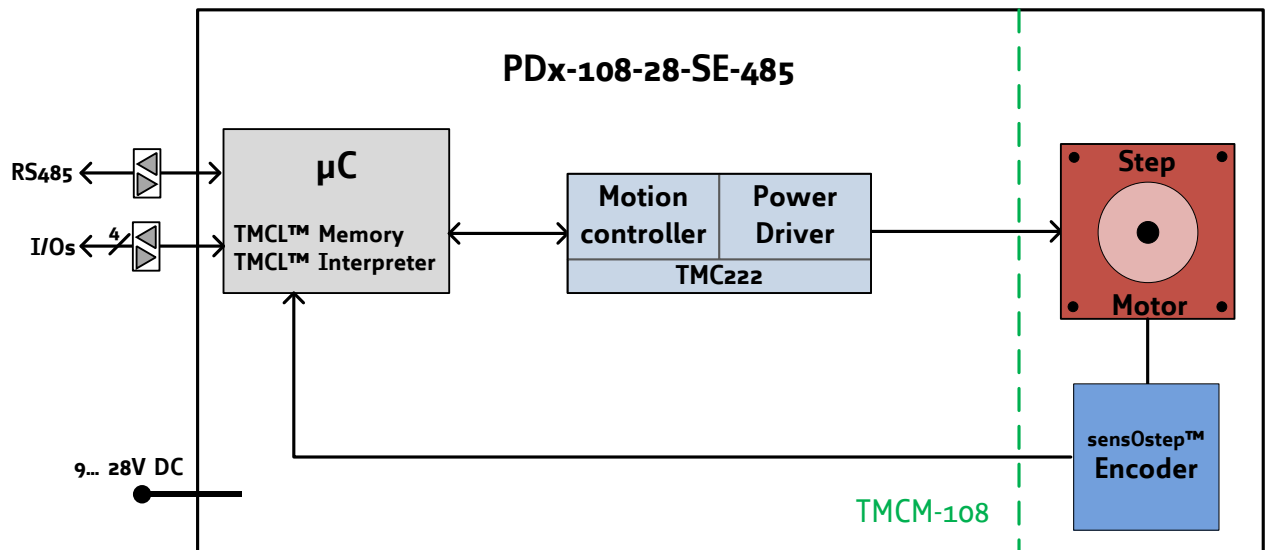 PDx-108-28-SE-485
RS485
I/Os
4
µC
TMCL™ Memory
TMCL™ Interpreter
Motion
controller
Power
Driver
TMC222
Step
Motor
sensOstep™
Encoder
9... 28V DC
TMCM-108